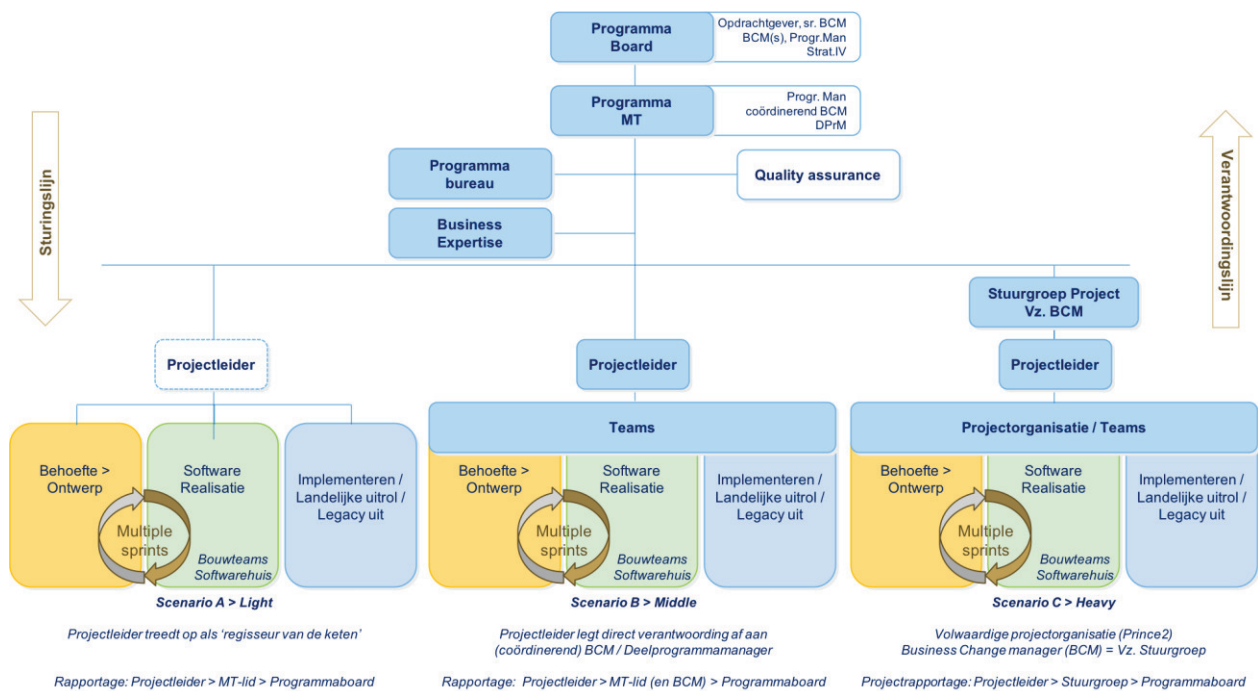 Programma
Board
Opdrachtgever, sr. BCM
BCM(s), Progr.Man
Strat.IV
Programma
MT
Progr. Man
coördinerend BCM
DPrM
Programma
bureau
Quality assurance
Business
Expertise
Sturingslijn
Verantwoordingslijn
Stuurgroep Project
Vz. BCM
Projectleider
Projectleider
Projectleider
Behoefte >
Ontwerp
Software
Realisatie
Implementeren /
Landelijke uitrol /
Legacy uit
Multiple
sprints
Bouwteams
Softwarehuis
Teams
Behoefte >
Ontwerp
Software
Realisatie
Implementeren /
Landelijke uitrol /
Legacy uit
Multiple
sprints
Bouwteams
Softwarehuis
Projectorganisatie / Teams
Behoefte >
Ontwerp
Software
Realisatie
Implementeren /
Landelijke uitrol /
Legacy uit
Multiple
sprints
Bouwteams
Softwarehuis
Scenario A > Light
Projectleider treedt op als ‘regisseur van de keten’
Rapportage: Projectleider > MT-lid > Programmaboard
Scenario B > Middle
Projectleider legt direct verantwoording af aan
(coördinerend) BCM / Deelprogrammamanager
Rapportage: Projectleider > MT-lid (en BCM) > Programmaboard
Scenario C > Heavy
Volwaardige projectorganisatie (Prince2)
Business Change manager (BCM) = Vz. Stuurgroep
Projectrapportage: Projectleider > Stuurgroep > Programmaboard